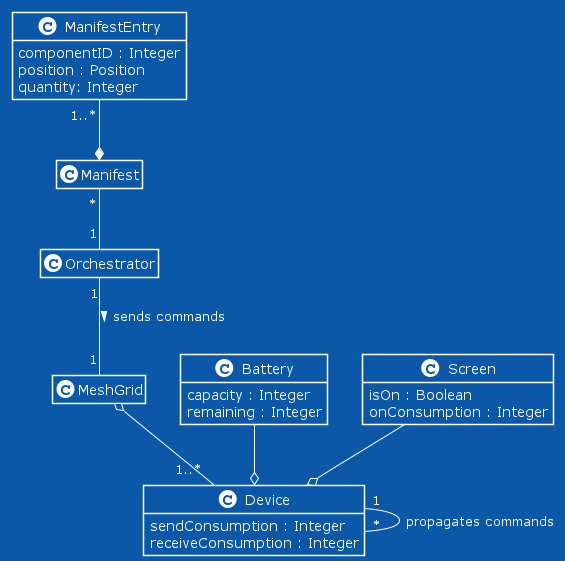 C ManifestEntry
componentID : Integer
position : Position
quantity: Integer
1..*
C Manifest
*
1
C Orchestrator
1
sends commands
1
C MeshGrid
C Battery
capacity : Integer
remaining : Integer
C Screen
isOn : Boolean
onConsumption : Integer
1..*
C Device
sendConsumption : Integer
receiveConsumption : Integer
1
*
propagates commands